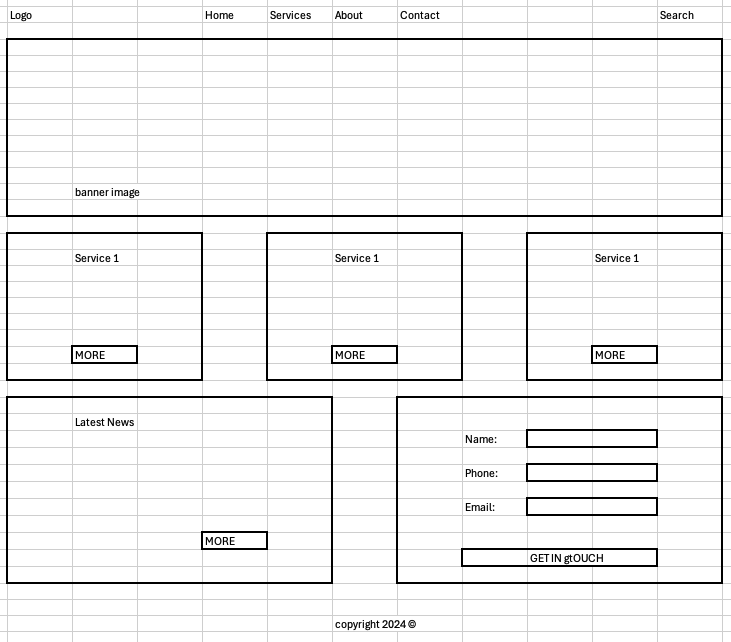 Logo Home Services About Contact Search
banner image
Service 1 Service 1 Service 1
MORE MORE MORE
Latest News
Name:
Phone:
Email:
MORE
GET IN gtOUCH
copyright 2024 ©